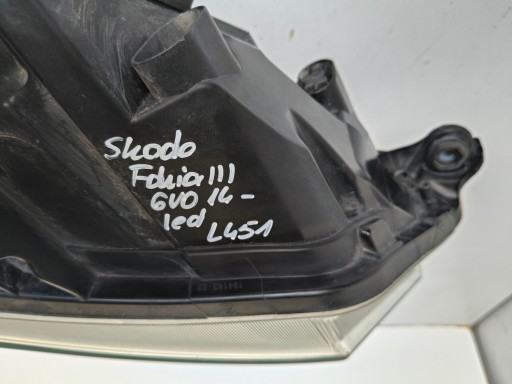 Skoda
Fabia III
6V0 14-
led
L451